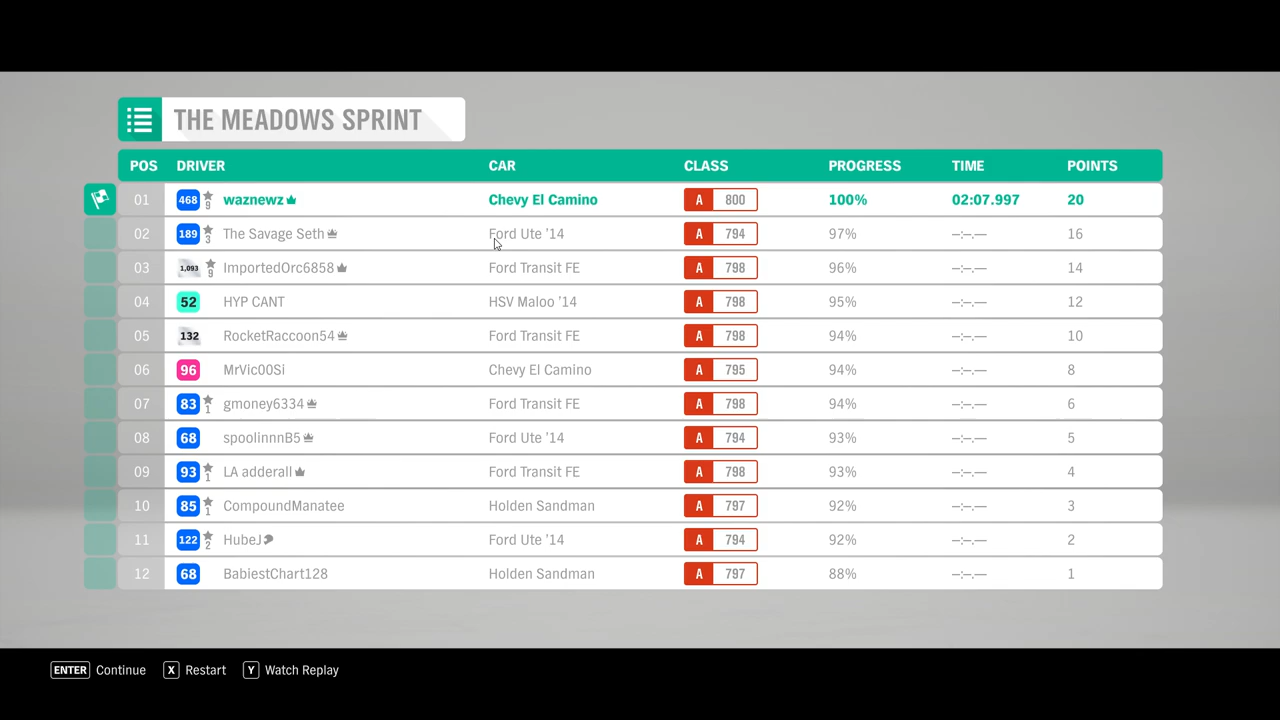 THE MEADOWS SPRINT
POS DRIVER CAR CLASS PROGRESS TIME POINTS
01 468 9 waznewz Chevy El Camino A 800 100% 02:07.997 20
02 189 3 The Savage Seth Ford Ute '14 A 794 97% –:–.–– 16
03 1,093 9 ImportedOrc6858 Ford Transit FE A 798 96% –:–.–– 14
04 52 HYP CANT HSV Maloo '14 A 798 95% –:–.–– 12
05 132 RocketRaccoon54 Ford Transit FE A 798 94% –:–.–– 10
06 96 MrVic00Si Chevy El Camino A 795 94% –:–.–– 8
07 83 1 gmoney6334 Ford Transit FE A 798 94% –:–.–– 6
08 68 spoolinnnB5 Ford Ute '14 A 794 93% –:–.–– 5
09 93 1 LA adderall Ford Transit FE A 798 93% –:–.–– 4
10 85 1 CompoundManatee Holden Sandman A 797 92% –:–.–– 3
11 122 2 HubeJ Ford Ute '14 A 794 92% –:–.–– 2
12 68 BabiestChart128 Holden Sandman A 797 88% –:–.–– 1
ENTER Continue X Restart Y Watch Replay